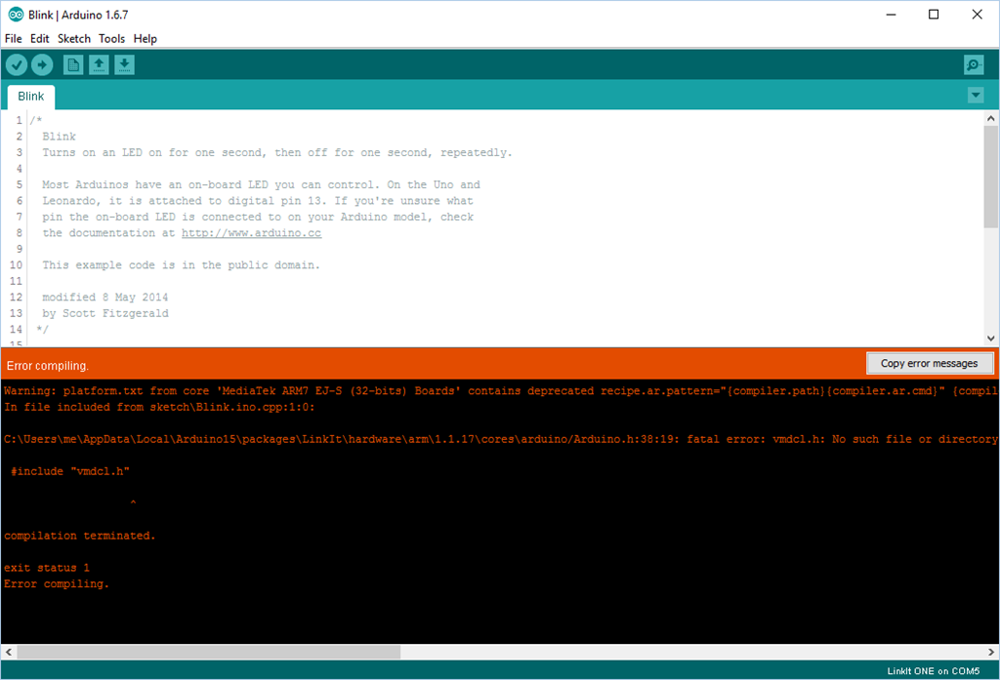 Blink | Arduino 1.6.7
File Edit Sketch Tools Help
Blink
1 /*
2 Blink
3 Turns on an LED on for one second, then off for one second, repeatedly.
4
5 Most Arduinos have an on-board LED you can control. On the Uno and
6 Leonardo, it is attached to digital pin 13. If you're unsure what
7 pin the on-board LED is connected to on your Arduino model, check
8 the documentation at http://www.arduino.cc
9
10 This example code is in the public domain.
11
12 modified 8 May 2014
13 by Scott Fitzgerald
14 */
15
Error compiling.
Copy error messages
Warning: platform.txt from core 'MediaTek ARM7 EJ-S (32-bits) Boards' contains deprecated recipe.ar.pattern="{compiler.path}{compiler.ar.cmd}" {compil
In file included from sketch\Blink.ino.cpp:1:0:
C:\Users\me\AppData\Local\Arduino15\packages\LinkIt\hardware\arm\1.1.17\cores\arduino/Arduino.h:38:19: fatal error: vmdcl.h: No such file or directory
#include "vmdcl.h"
^
compilation terminated.
exit status 1
Error compiling.
LinkIt ONE on COM5